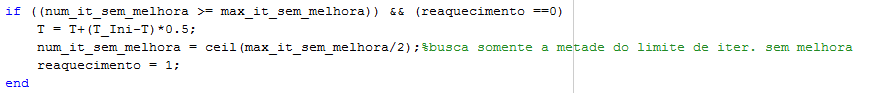 if ((num_it_sem_melhora >= max_it_sem_melhora)) && (reaquecimento ==0)
T = T+(T_Ini-T)*0.5;
num_it_sem_melhora = ceil(max_it_sem_melhora/2);%busca somente a metade do limite de iter. sem melhora
reaquecimento = 1;
end